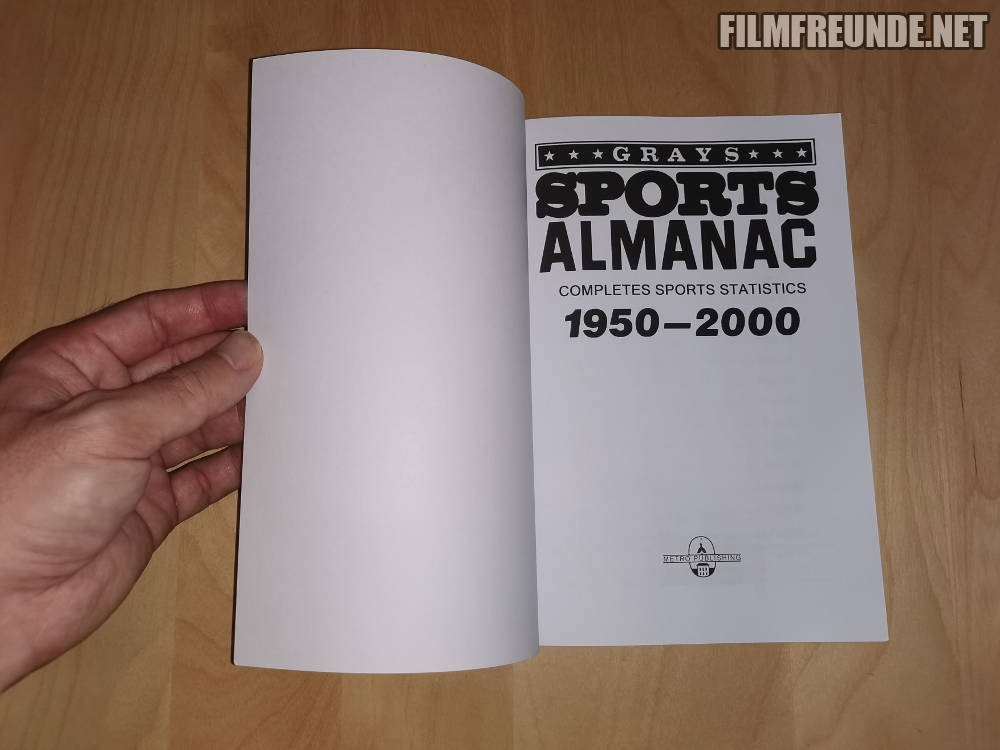 FILMFREUNDE.NET
GRAYS
SPORTS
ALMANAC
COMPLETES SPORTS STATISTICS
1950–2000
METRO PUBLISHING